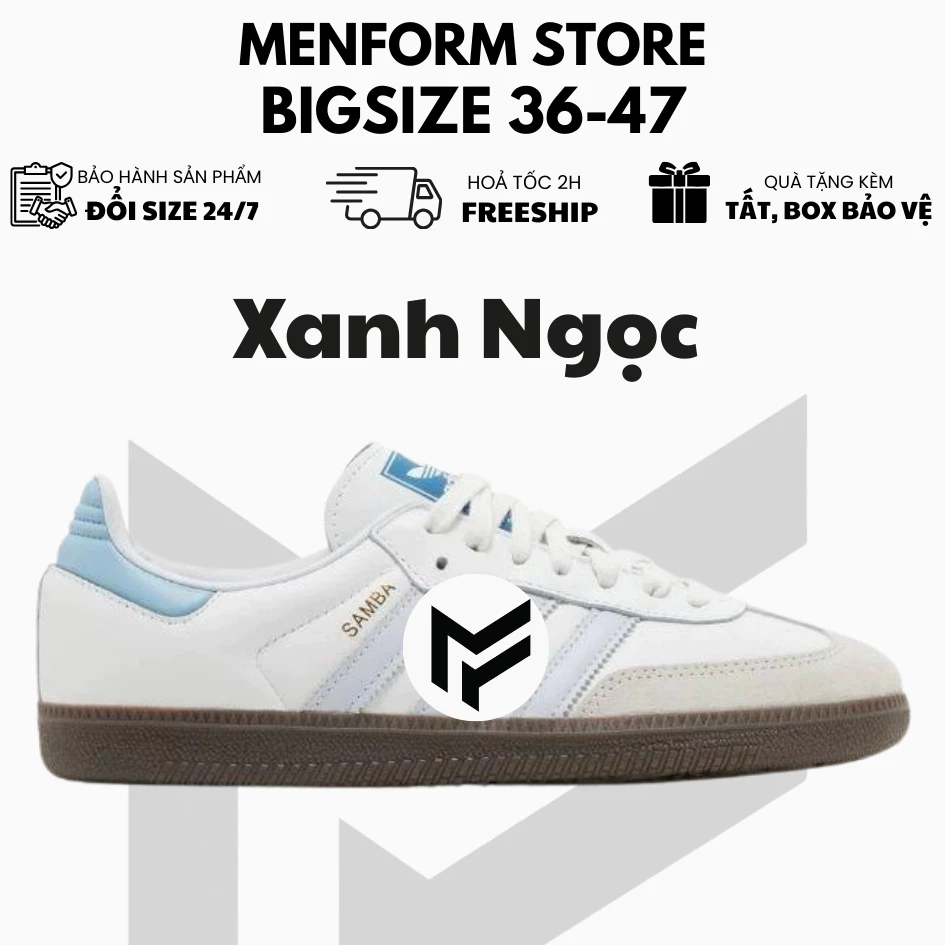 MENFORM STORE
BIGSIZE 36-47
BẢO HÀNH SẢN PHẨM
ĐỔI SIZE 24/7
HOẢ TỐC 2H
FREESHIP
QUÀ TẶNG KÈM
TẤT, BOX BẢO VỆ
Xanh Ngọc
SAMBA